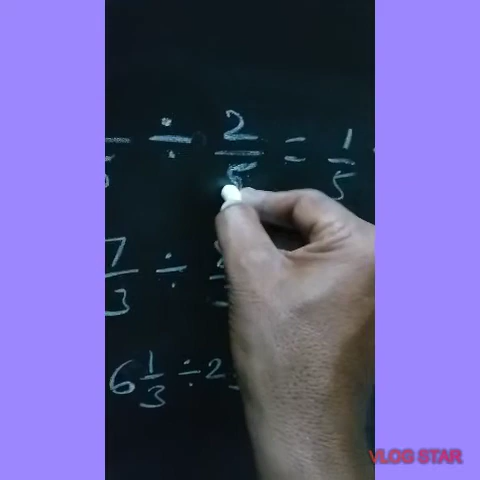 ÷ 2/5 = 1/5
7/3 ÷
6 1/3 ÷ 2
VLOG STAR